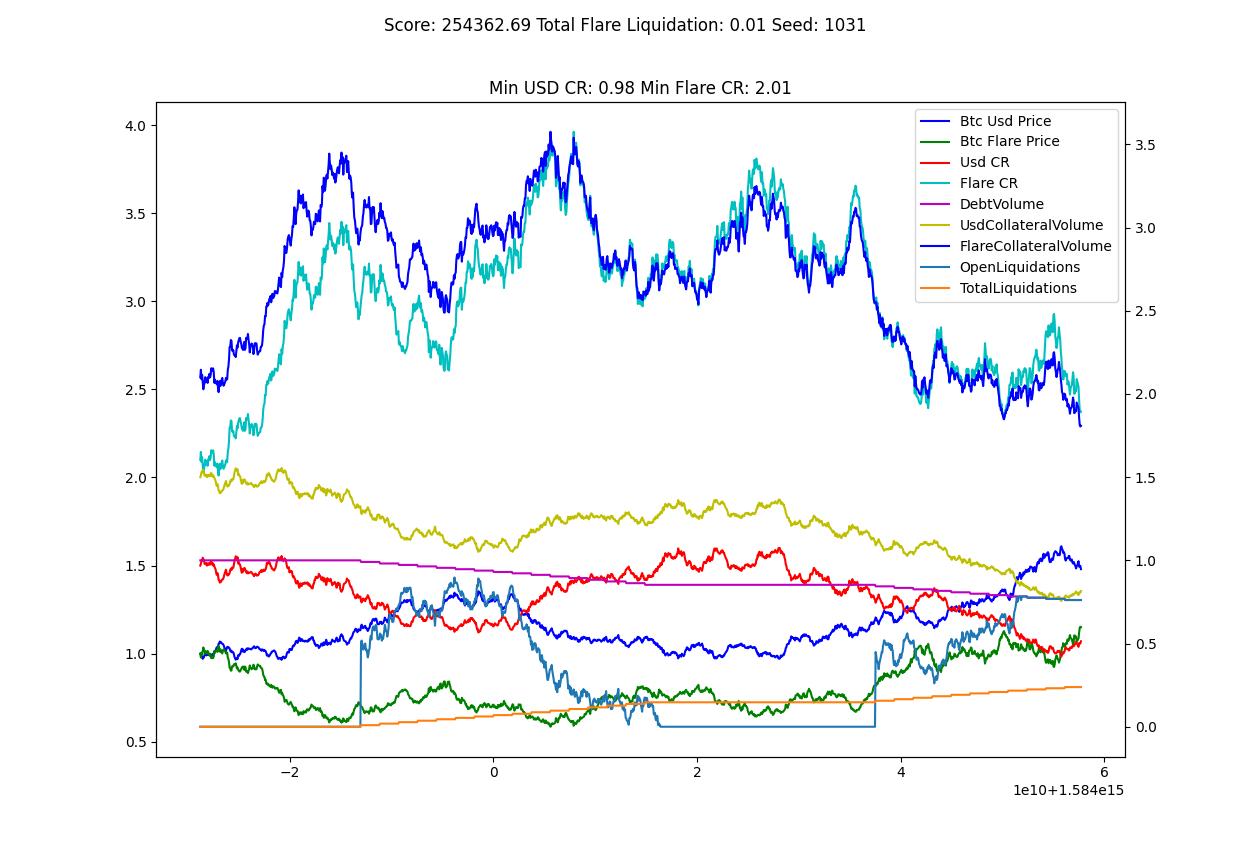 Score: 254362.69 Total Flare Liquidation: 0.01 Seed: 1031
Min USD CR: 0.98 Min Flare CR: 2.01
4.0
3.5
3.0
2.5
2.0
1.5
1.0
0.5
3.5
3.0
2.5
2.0
1.5
1.0
0.5
0.0
Btc Usd Price
Btc Flare Price
Usd CR
Flare CR
DebtVolume
UsdCollateralVolume
FlareCollateralVolume
OpenLiquidations
TotalLiquidations
−2 0 2 4 6
1e10+1.584e15